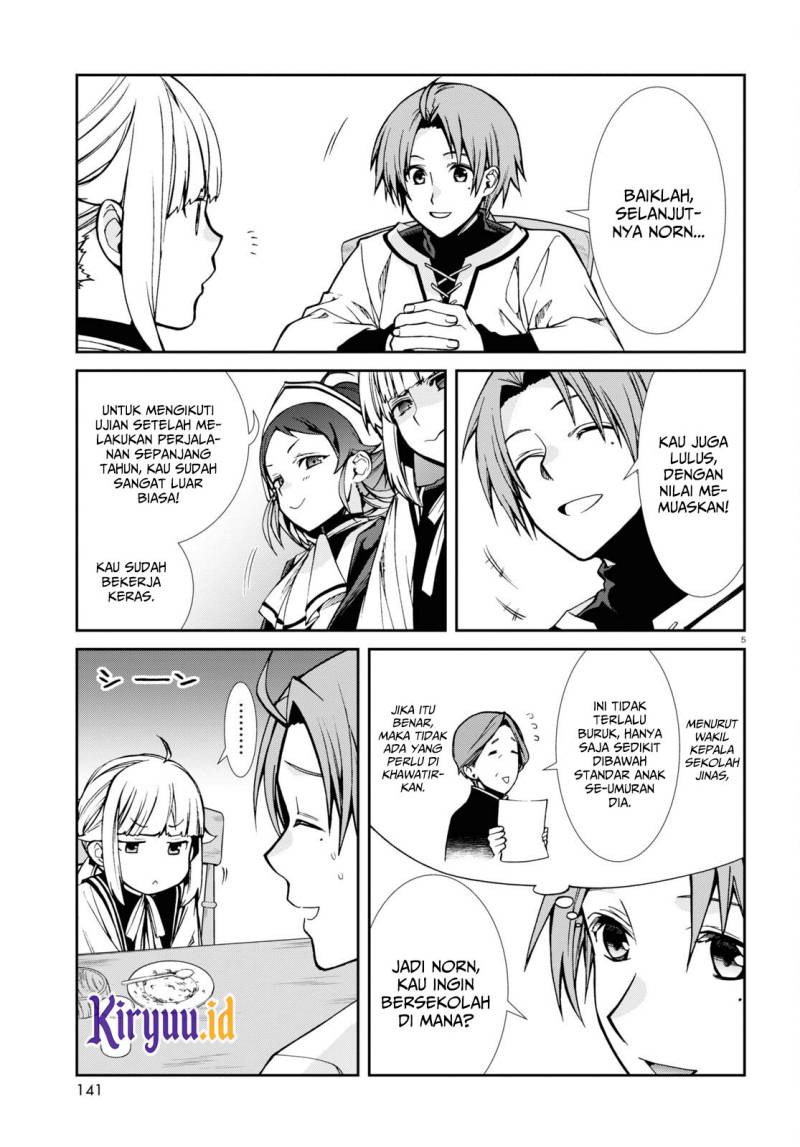 BAIKLAH,
SELANJUT-
NYA NORN...
KAU JUGA
LULUS,
DENGAN
NILAI ME-
MUASKAN!
UNTUK MENGIKUTI
UJIAN SETELAH ME-
LAKUKAN PERJALA-
NAN SEPANJANG
TAHUN, KAU SUDAH
SANGAT LUAR
BIASA!
KAU SUDAH
BEKERJA
KERAS.
5
MENURUT
WAKIL
KEPALA
SEKOLAH
JINAS,
INI TIDAK
TERLALU
BURUK, HANYA
SAJA SEDIKIT
DIBAWAH
STANDAR ANAK
SE-UMURAN
DIA.
JIKA ITU
BENAR,
MAKA TIDAK
ADA YANG
PERLU DI
KHAWATIR-
KAN.
JADI NORN,
KAU INGIN
BERSEKOLAH
DI MANA?
.........
シーン
Kiryuu.id
141